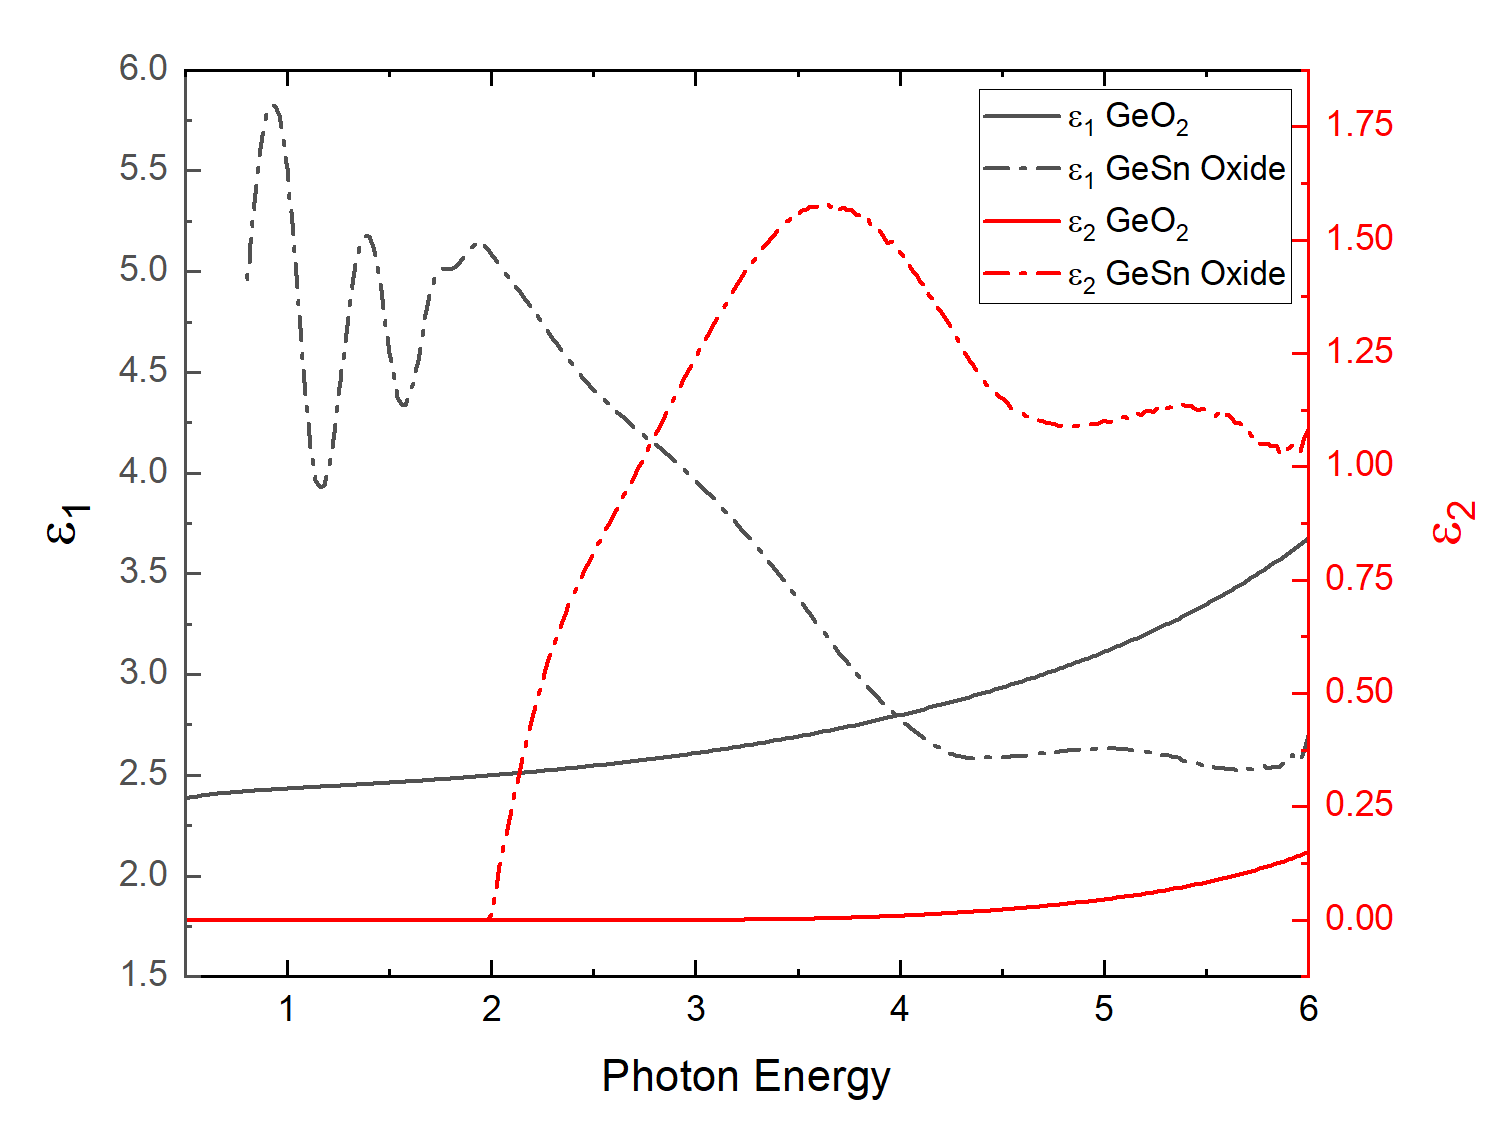 6.0
5.5
5.0
4.5
4.0
3.5
3.0
2.5
2.0
1.5
ε₁
ε₁ GeO₂
ε₁ GeSn Oxide
ε₂ GeO₂
ε₂ GeSn Oxide
1.75
1.50
1.25
1.00
0.75
0.50
0.25
0.00
ε₂
1 2 3 4 5 6
Photon Energy